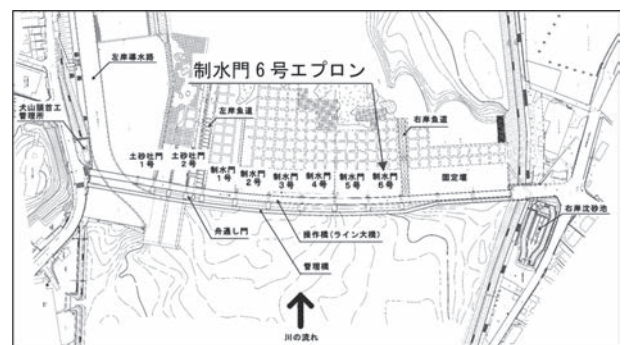 左岸導水路
制水門6号エプロン
犬山頭首工
管理所
左岸魚道
右岸魚道
土砂吐門
1号
土砂吐門
2号
制水門
1号
制水門
2号
制水門
3号
制水門
4号
制水門
5号
制水門
6号
固定堰
舟通し門
操作橋(ライン大橋)
管理橋
右岸沈砂池
川の流れ